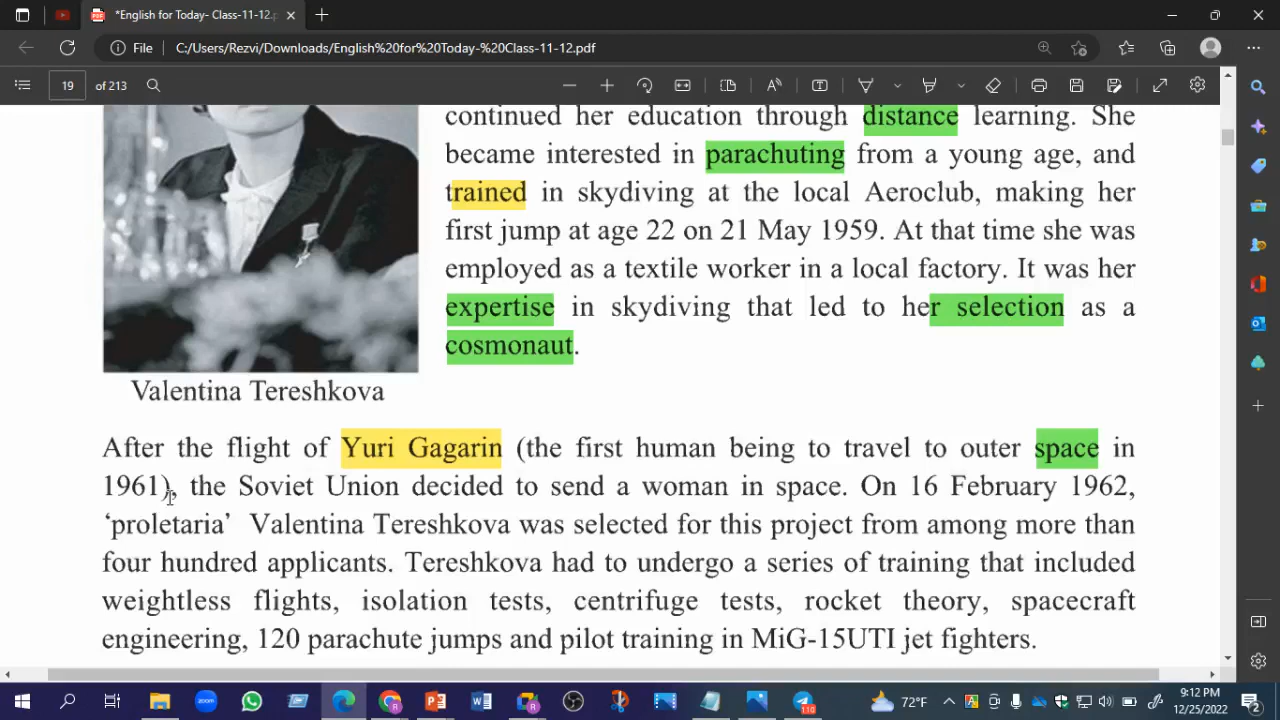 *English for Today- Class-11-12.p
File
C:/Users/Rezvi/Downloads/English%20for%20Today-%20Class-11-12.pdf
19 of 213
continued her education through distance learning. She
became interested in parachuting from a young age, and
trained in skydiving at the local Aeroclub, making her
first jump at age 22 on 21 May 1959. At that time she was
employed as a textile worker in a local factory. It was her
expertise in skydiving that led to her selection as a
cosmonaut.
Valentina Tereshkova
After the flight of Yuri Gagarin (the first human being to travel to outer space in
1961), the Soviet Union decided to send a woman in space. On 16 February 1962,
‘proletaria’ Valentina Tereshkova was selected for this project from among more than
four hundred applicants. Tereshkova had to undergo a series of training that included
weightless flights, isolation tests, centrifuge tests, rocket theory, spacecraft
engineering, 120 parachute jumps and pilot training in MiG-15UTI jet fighters.
72°F
9:12 PM
12/25/2022